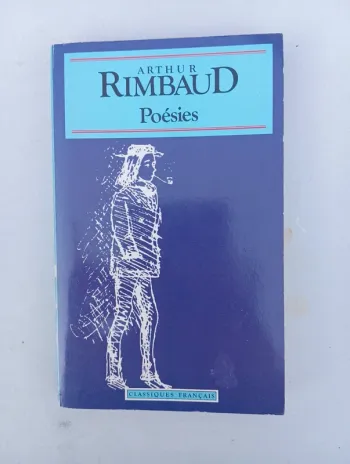 ARTHUR
RIMBAUD
Poésies
CLASSIQUES FRANÇAIS